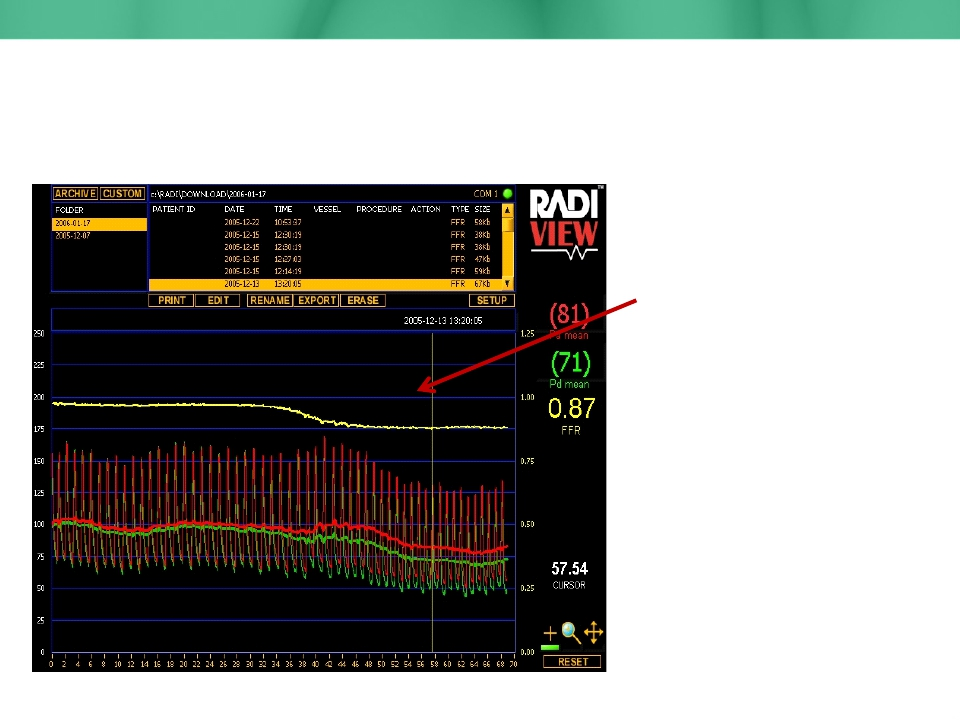 ARCHIVE CUSTOM c:\RADI\DOWNLOAD\2006-01-17 COM 1
FOLDER PATIENT ID DATE TIME VESSEL PROCEDURE ACTION TYPE SIZE
2006-01-17 2005-12-22 10:53:37 FFR 58Kb
2005-12-07 2005-12-15 12:30:19 FFR 38Kb
2005-12-15 12:30:19 FFR 38Kb
2005-12-15 12:27:03 FFR 47Kb
2005-12-15 12:14:19 FFR 59Kb
2005-12-13 13:20:05 FFR 67Kb
PRINT EDIT RENAME EXPORT ERASE SETUP
RADI™
VIEW
2005-12-13 13:20:05
(81)
Pa mean
(71)
Pd mean
0.87
FFR
57.54
CURSOR
RESET
250 1.25
225
200 1.00
175
150 0.75
125
100 0.50
75
50 0.25
25
0 0.00
0 2 4 6 8 10 12 14 16 18 20 22 24 26 28 30 32 34 36 38 40 42 44 46 48 50 52 54 56 58 60 62 64 66 68 70